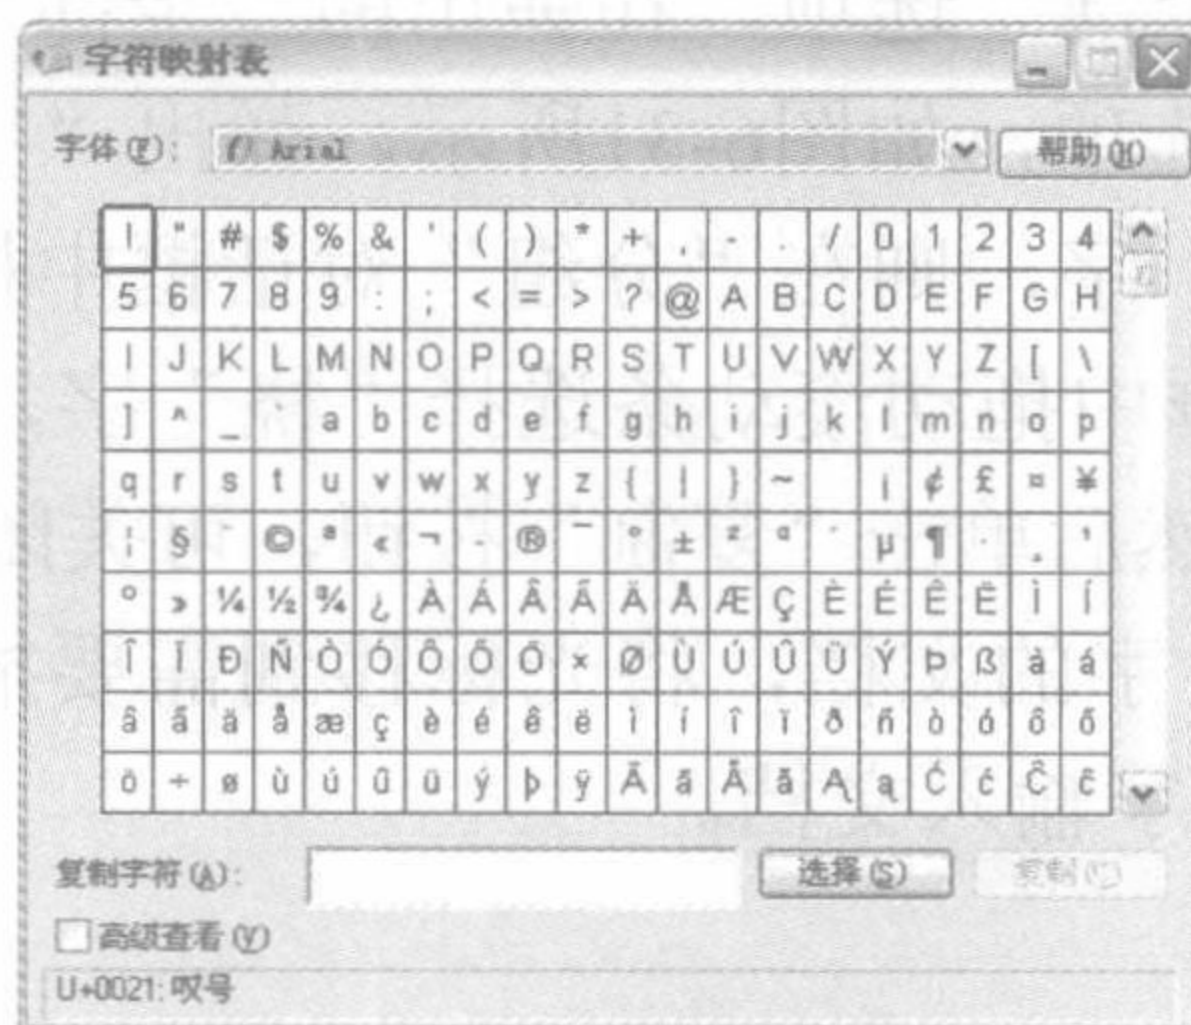 字符映射表
字体(F): Arial 帮助(H)
! " # $ % & ' ( ) * + , - . / 0 1 2 3 4
5 6 7 8 9 : ; < = > ? @ A B C D E F G H
I J K L M N O P Q R S T U V W X Y Z [ \
] ^ _ ` a b c d e f g h i j k l m n o p
q r s t u v w x y z { | } ~ ¡ ¢ £ ¤ ¥
¦ § ¨ © ª « ¬ - ® ¯ ° ± ² ³ ´ µ ¶ · ¸ ¹
º » ¼ ½ ¾ ¿ À Á Â Ã Ä Å Æ Ç È É Ê Ë Ì Í
Î Ï Ð Ñ Ò Ó Ô Õ Ö × Ø Ù Ú Û Ü Ý Þ ß à á
â ã ä å æ ç è é ê ë ì í î ï ð ñ ò ó ô õ
ö ÷ ø ù ú û ü ý þ ÿ Ā ā Ă ă Ą ą Ć ć Ĉ ĉ
复制字符(A): 选择(S) 复制(C)
高级查看(V)
U+0021: 叹号